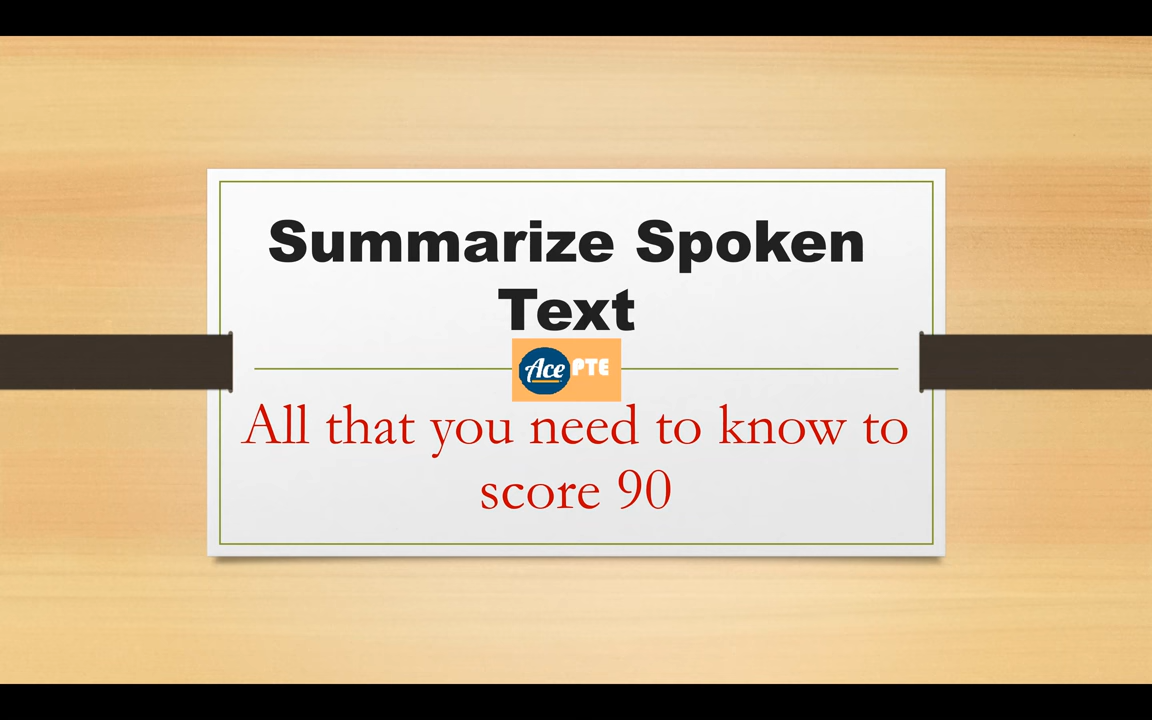 Summarize Spoken
Text
Ace PTE
All that you need to know to
score 90